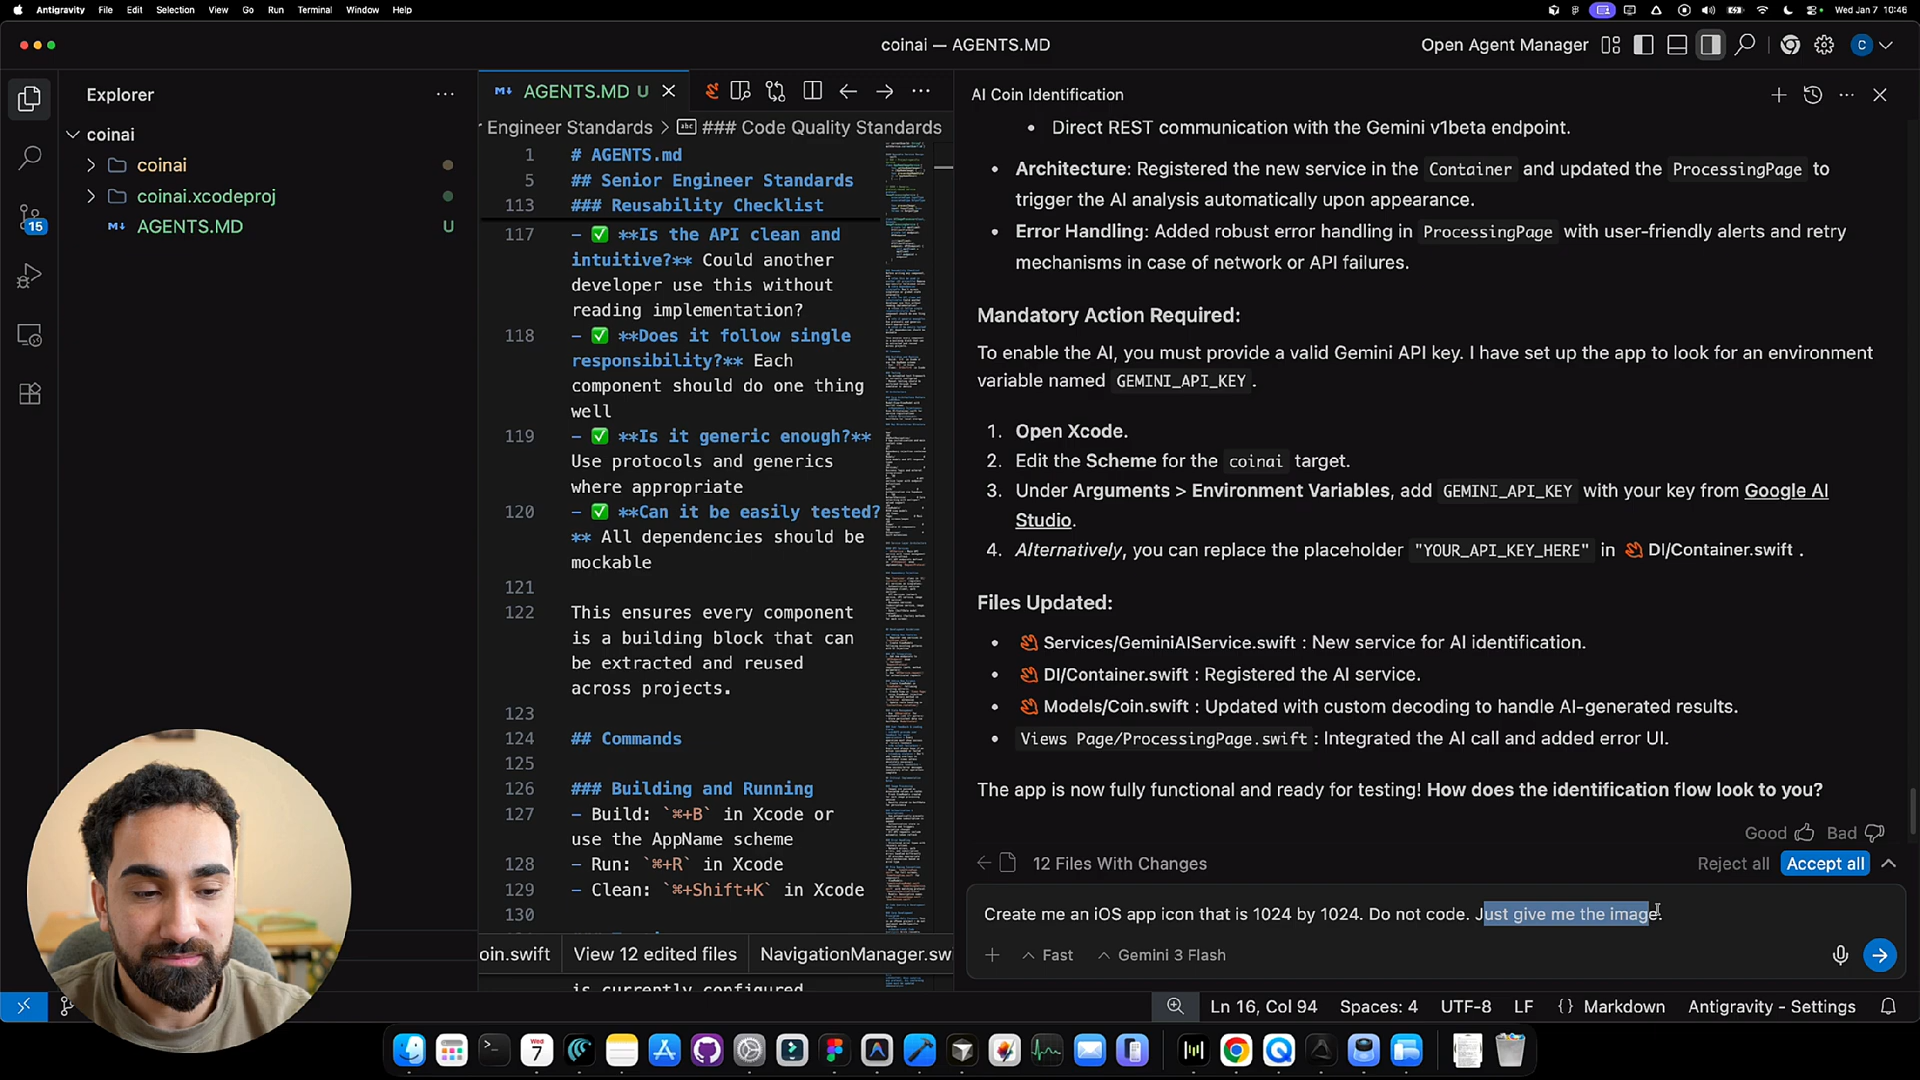 Antigravity File Edit Selection View Go Run Terminal Window Help
Wed Jan 7 10:46
coinai — AGENTS.MD
Open Agent Manager
C
Explorer
coinai
coinai
coinai.xcodeproj
AGENTS.MD U
15
AGENTS.MD U
Engineer Standards > ### Code Quality Standards
1 # AGENTS.md
5 ## Senior Engineer Standards
113 ### Reusability Checklist
117 - ✅ **Is the API clean and
intuitive?** Could another
developer use this without
reading implementation?
118 - ✅ **Does it follow single
responsibility?** Each
component should do one thing
well
119 - ✅ **Is it generic enough?**
Use protocols and generics
where appropriate
120 - ✅ **Can it be easily tested?
** All dependencies should be
mockable
121
122 This ensures every component
is a building block that can
be extracted and reused
across projects.
123
124 ## Commands
125
126 ### Building and Running
127 - Build: `⌘+B` in Xcode or
use the AppName scheme
128 - Run: `⌘+R` in Xcode
129 - Clean: `⌘+Shift+K` in Xcode
130
oin.swift View 12 edited files NavigationManager.sw
is currently configured
AI Coin Identification
• Direct REST communication with the Gemini v1beta endpoint.
• Architecture: Registered the new service in the Container and updated the ProcessingPage to
trigger the AI analysis automatically upon appearance.
• Error Handling: Added robust error handling in ProcessingPage with user-friendly alerts and retry
mechanisms in case of network or API failures.
Mandatory Action Required:
To enable the AI, you must provide a valid Gemini API key. I have set up the app to look for an environment
variable named GEMINI_API_KEY.
1. Open Xcode.
2. Edit the Scheme for the coinai target.
3. Under Arguments > Environment Variables, add GEMINI_API_KEY with your key from Google AI
Studio.
4. Alternatively, you can replace the placeholder "YOUR_API_KEY_HERE" in DI/Container.swift .
Files Updated:
• Services/GeminiAIService.swift : New service for AI identification.
• DI/Container.swift : Registered the AI service.
• Models/Coin.swift : Updated with custom decoding to handle AI-generated results.
• Views Page/ProcessingPage.swift : Integrated the AI call and added error UI.
The app is now fully functional and ready for testing! How does the identification flow look to you?
Good Bad
12 Files With Changes Reject all Accept all
Create me an iOS app icon that is 1024 by 1024. Do not code. Just give me the image.
Fast Gemini 3 Flash
Ln 16, Col 94 Spaces: 4 UTF-8 LF {} Markdown Antigravity - Settings